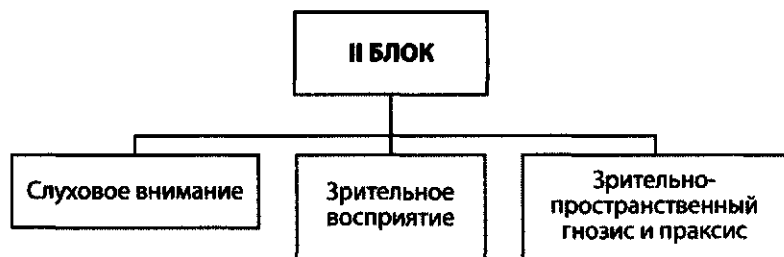 II БЛОК
Слуховое внимание
Зрительное
восприятие
Зрительно-
пространственный
гнозис и праксис